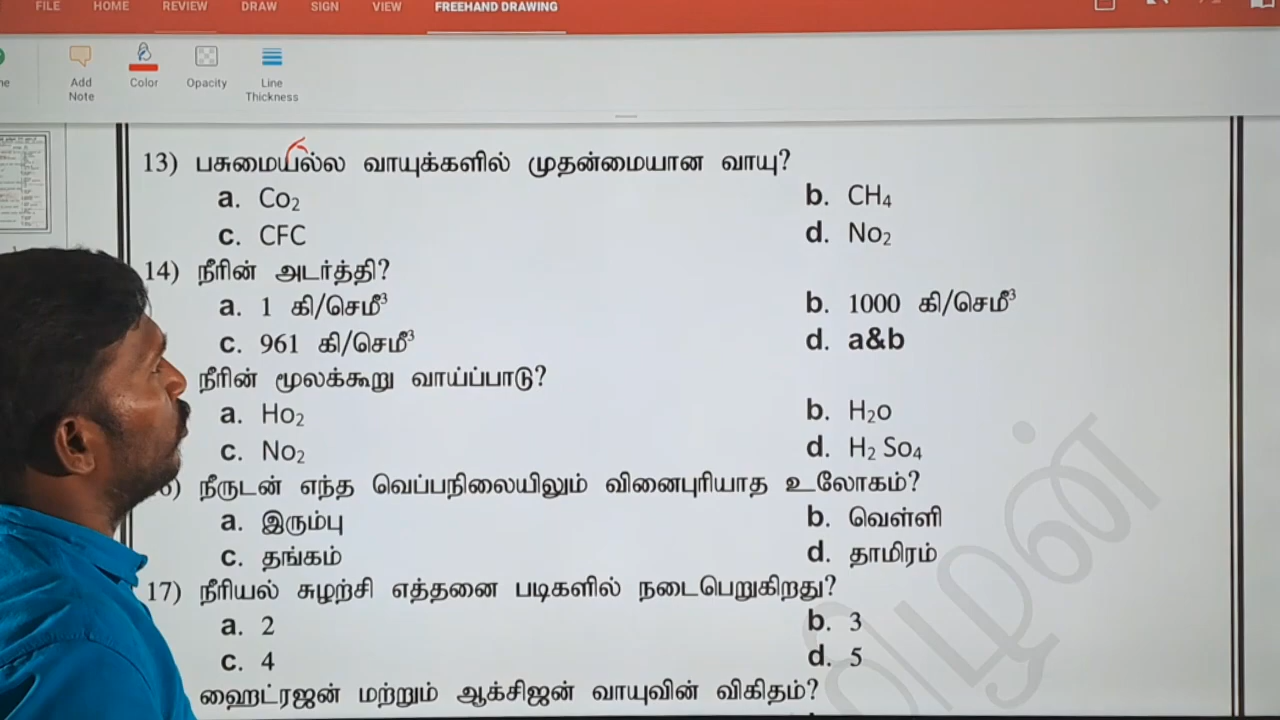 FILE HOME REVIEW DRAW SIGN VIEW FREEHAND DRAWING
Add Note Color Opacity Line Thickness
13) பசுமையல்ல வாயுக்களில் முதன்மையான வாயு?
a. Co₂ b. CH₄
c. CFC d. No₂
14) நீரின் அடர்த்தி?
a. 1 கி/செமீ³ b. 1000 கி/செமீ³
c. 961 கி/செமீ³ d. a&b
நீரின் மூலக்கூறு வாய்ப்பாடு?
a. Ho₂ b. H₂o
c. No₂ d. H₂ So₄
6) நீருடன் எந்த வெப்பநிலையிலும் வினைபுரியாத உலோகம்?
a. இரும்பு b. வெள்ளி
c. தங்கம் d. தாமிரம்
17) நீரியல் சுழற்சி எத்தனை படிகளில் நடைபெறுகிறது?
a. 2 b. 3
c. 4 d. 5
ஹைட்ரஜன் மற்றும் ஆக்சிஜன் வாயுவின் விகிதம்?